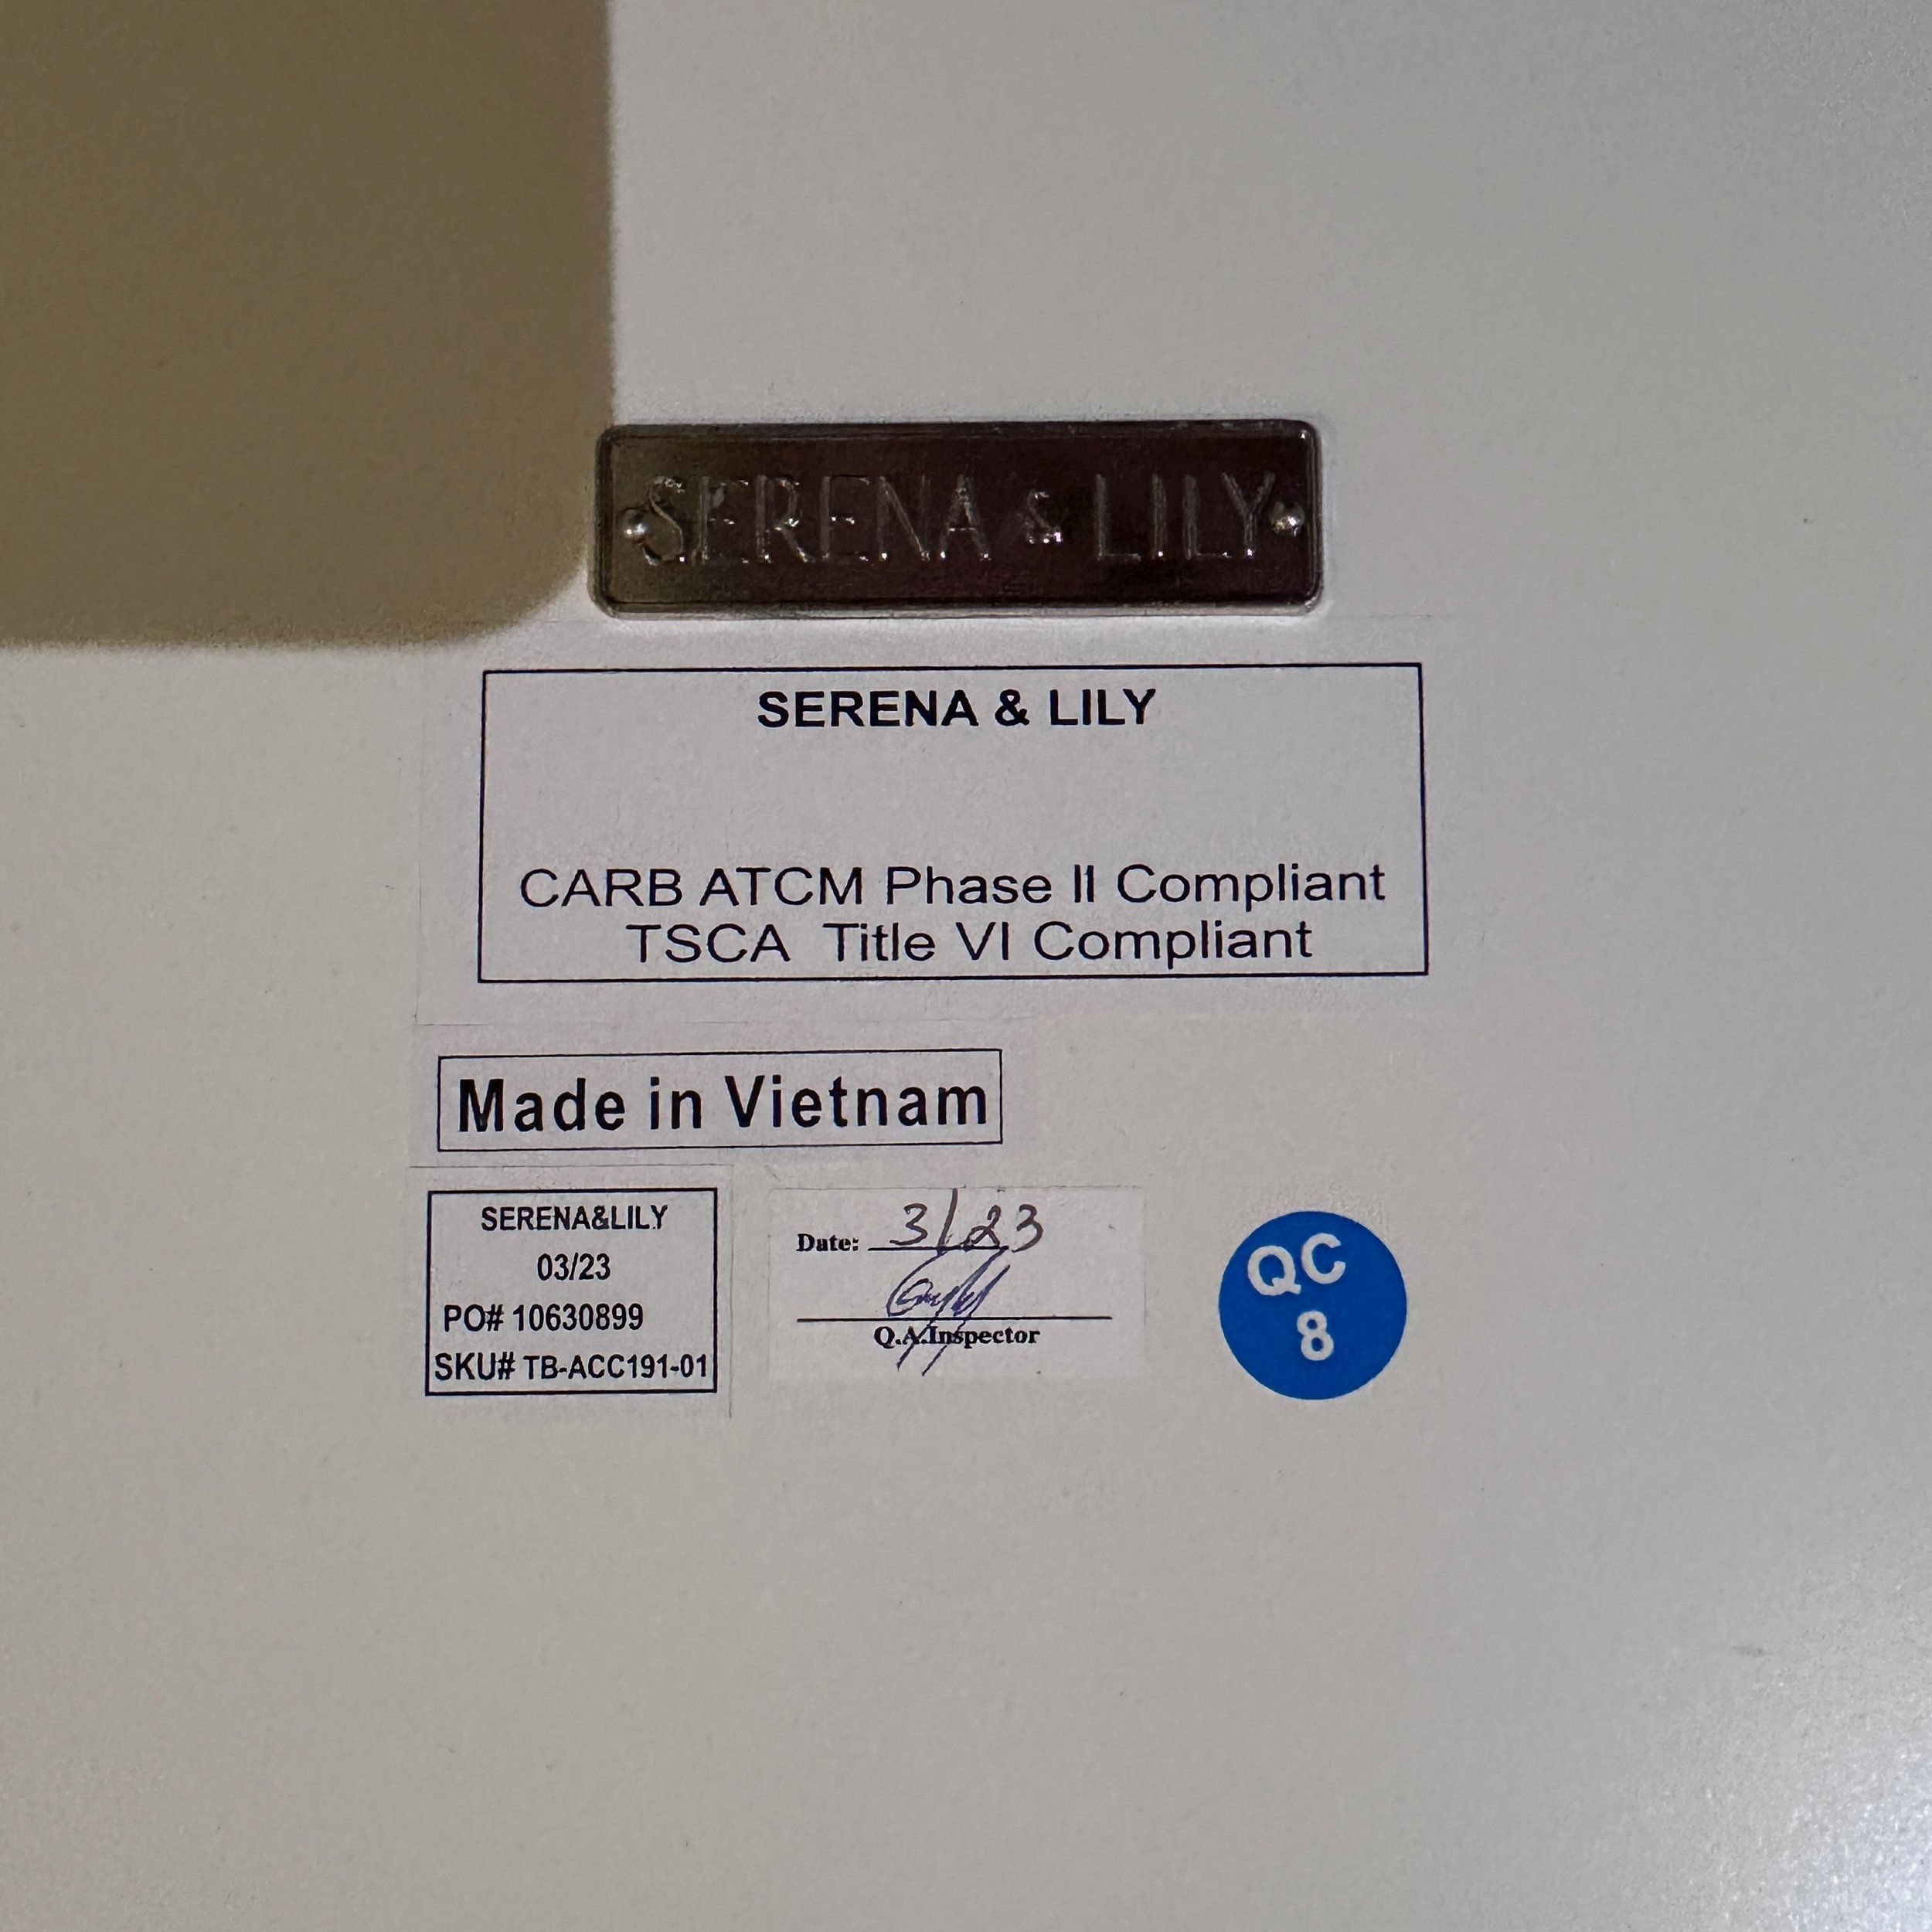 SERENA & LILY
SERENA & LILY
CARB ATCM Phase II Compliant
TSCA Title VI Compliant
Made in Vietnam
SERENA&LILY
03/23
PO# 10630899
SKU# TB-ACC191-01
Date: 3/23
Q.A.Inspector
QC
8